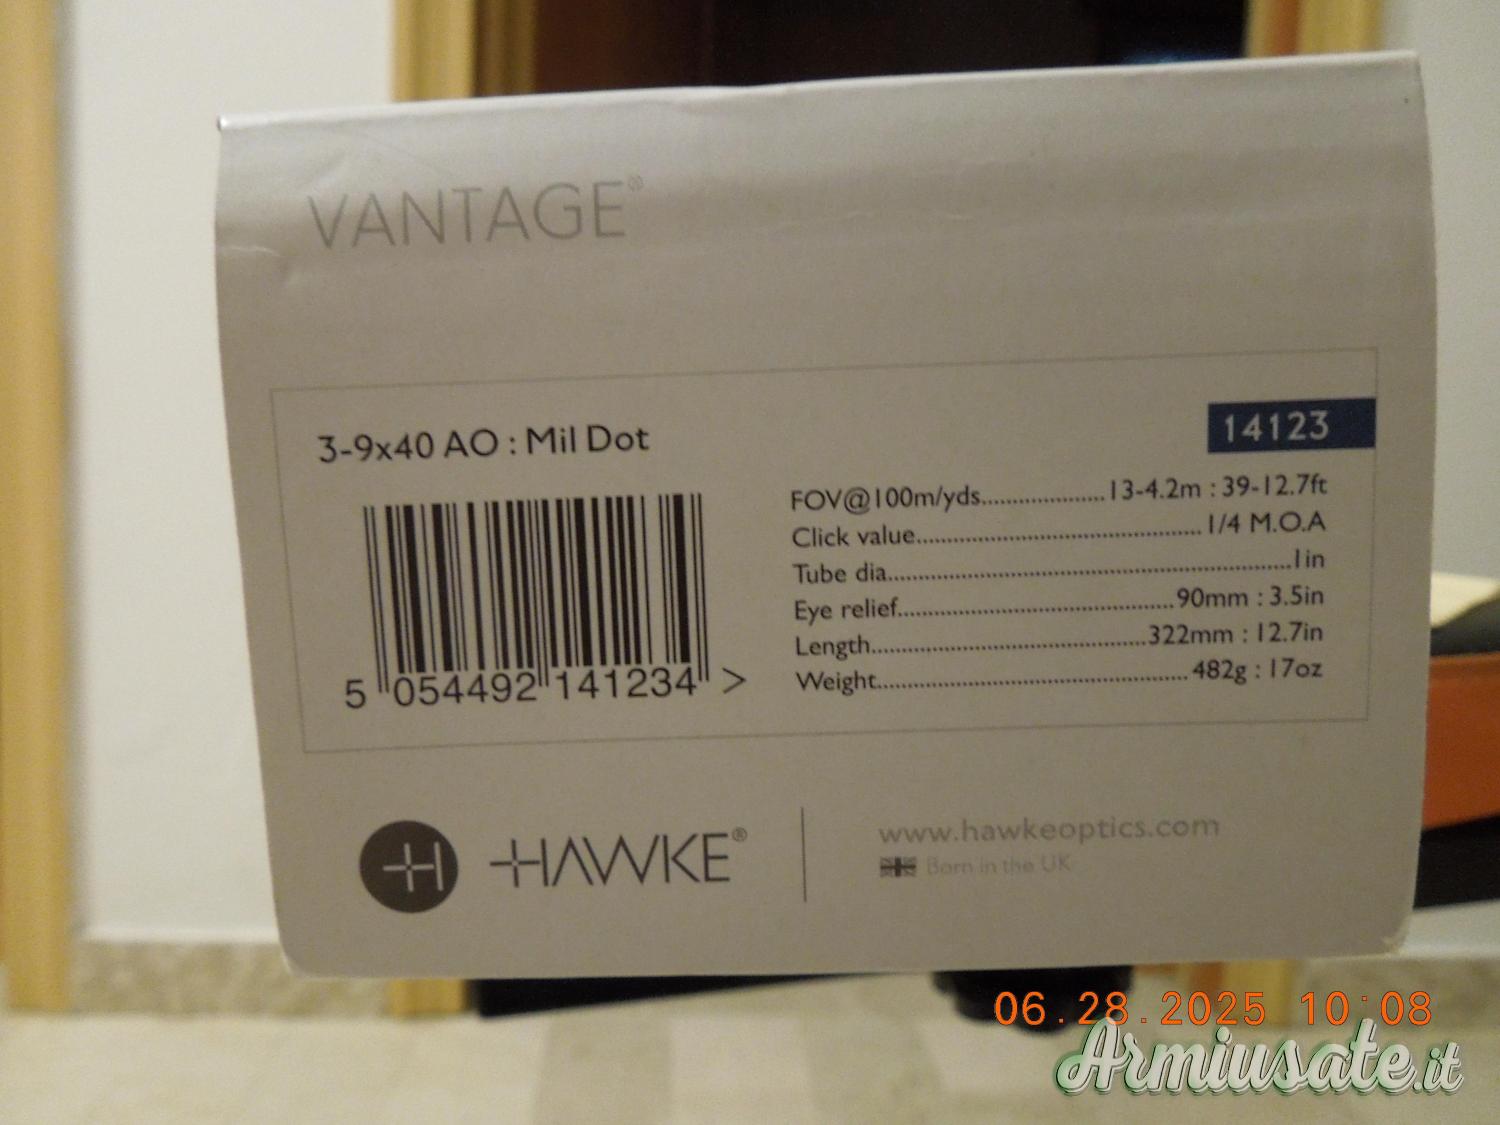 VANTAGE®
3-9x40 AO : Mil Dot
14123
FOV@100m/yds....................13-4.2m : 39-12.7ft
Click value..............................................1/4 M.O.A
Tube dia..................................................................1in
Eye relief.............................................90mm : 3.5in
Length.............................................322mm : 12.7in
Weight...................................................482g : 17oz
5 054492 141234 >
HAWKE®
www.hawkeoptics.com
Born in the UK
06.28.2025 10:08
Armiusate.it